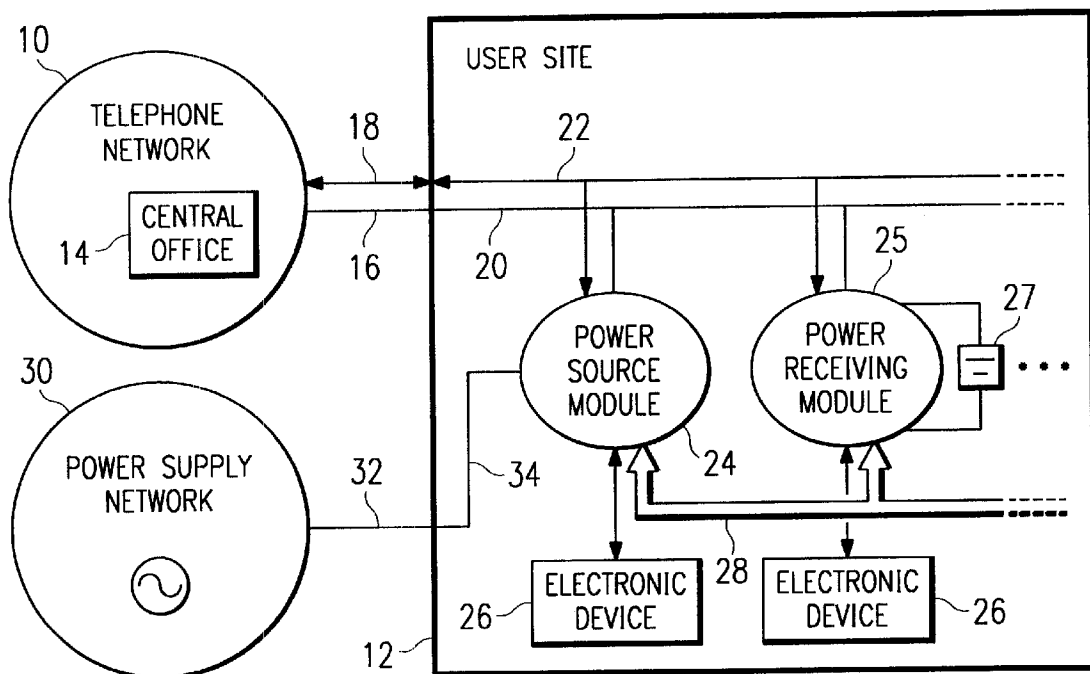 10
TELEPHONE
NETWORK
14
CENTRAL
OFFICE
18
16
USER SITE
22
20
25
27
POWER
SOURCE
MODULE
POWER
RECEIVING
MODULE
24
30
POWER SUPPLY
NETWORK
32
34
28
ELECTRONIC
DEVICE
26
ELECTRONIC
DEVICE
26
12